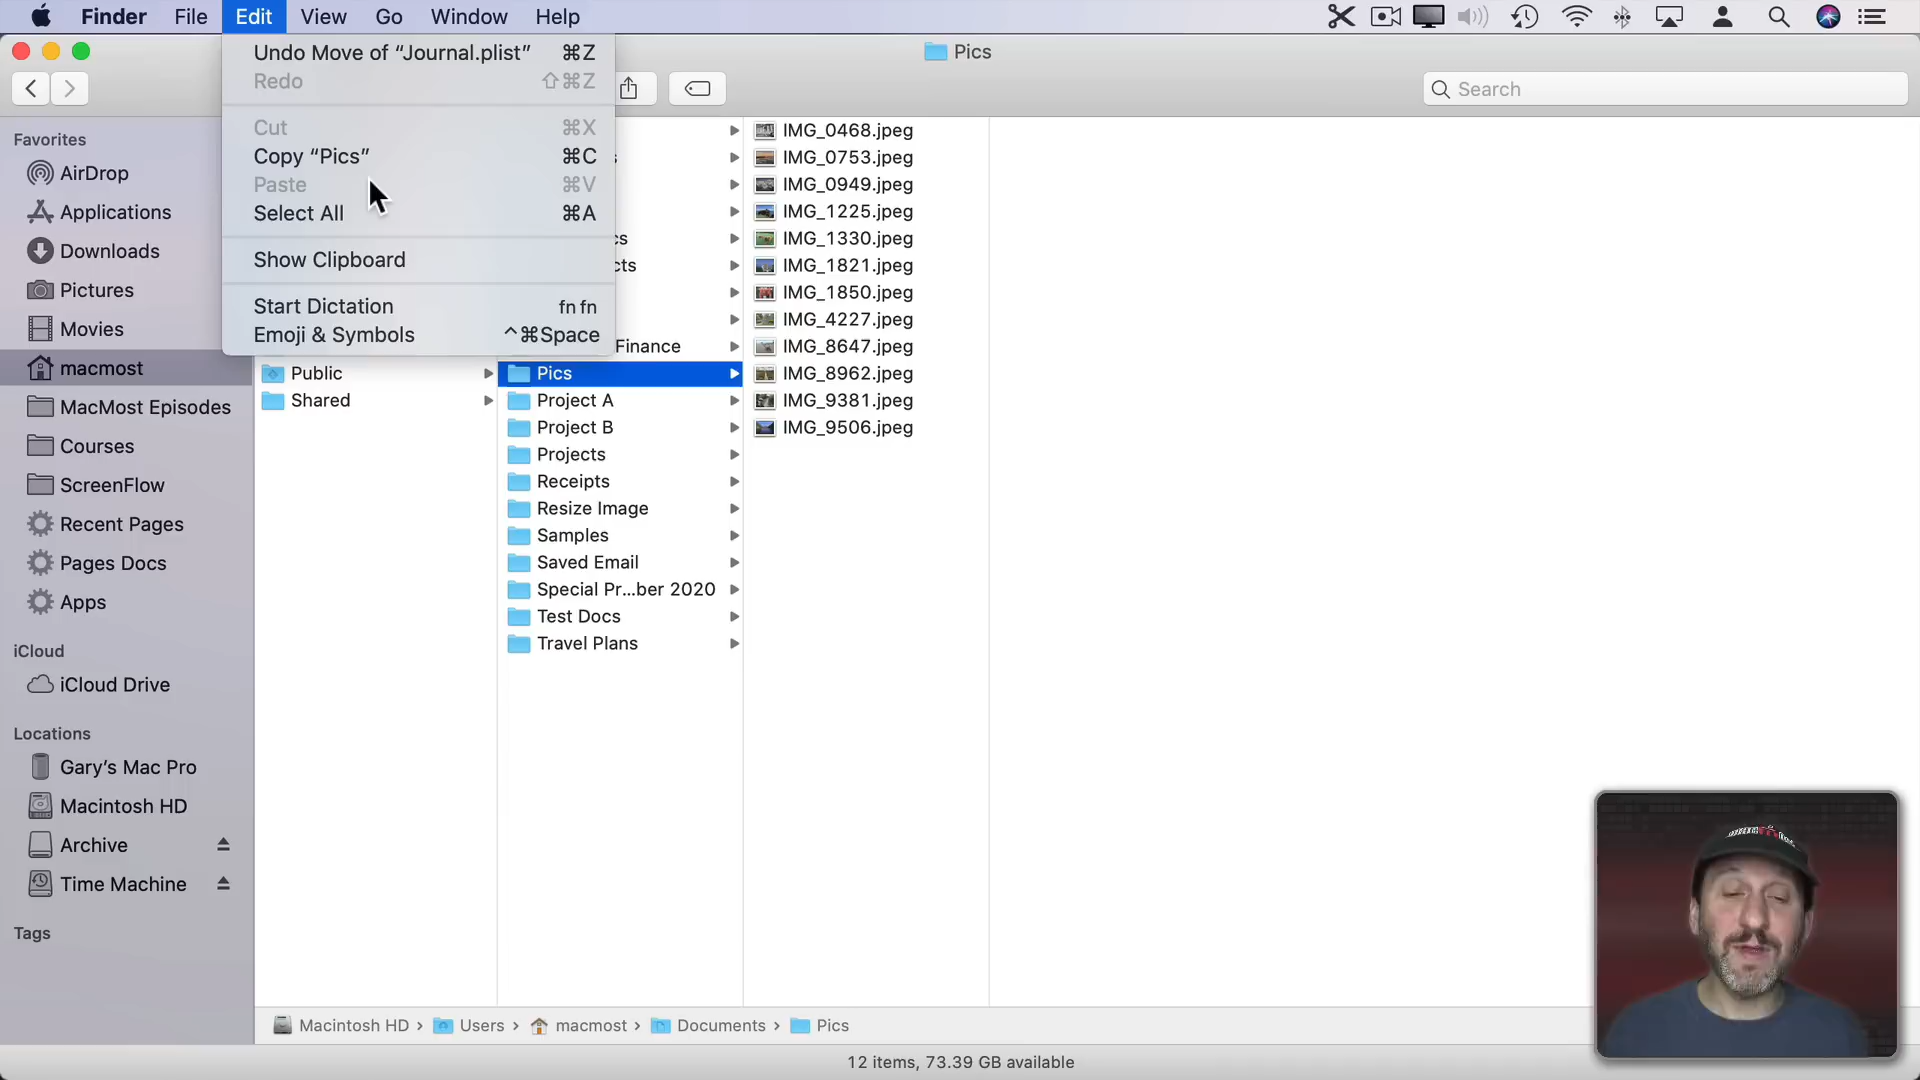 Finder File Edit View Go Window Help
Pics
Search
Undo Move of “Journal.plist” ⌘Z
Redo ⇧⌘Z
Cut ⌘X
Copy “Pics” ⌘C
Paste ⌘V
Select All ⌘A
Show Clipboard
Start Dictation fn fn
Emoji & Symbols ^⌘Space
Favorites
AirDrop
Applications
Downloads
Pictures
Movies
macmost
MacMost Episodes
Courses
ScreenFlow
Recent Pages
Pages Docs
Apps
iCloud
iCloud Drive
Locations
Gary’s Mac Pro
Macintosh HD
Archive
Time Machine
Tags
Public
Shared
Finance
Pics
Project A
Project B
Projects
Receipts
Resize Image
Samples
Saved Email
Special Pr...ber 2020
Test Docs
Travel Plans
IMG_0468.jpeg
IMG_0753.jpeg
IMG_0949.jpeg
IMG_1225.jpeg
IMG_1330.jpeg
IMG_1821.jpeg
IMG_1850.jpeg
IMG_4227.jpeg
IMG_8647.jpeg
IMG_8962.jpeg
IMG_9381.jpeg
IMG_9506.jpeg
Macintosh HD › Users › macmost › Documents › Pics
12 items, 73.39 GB available